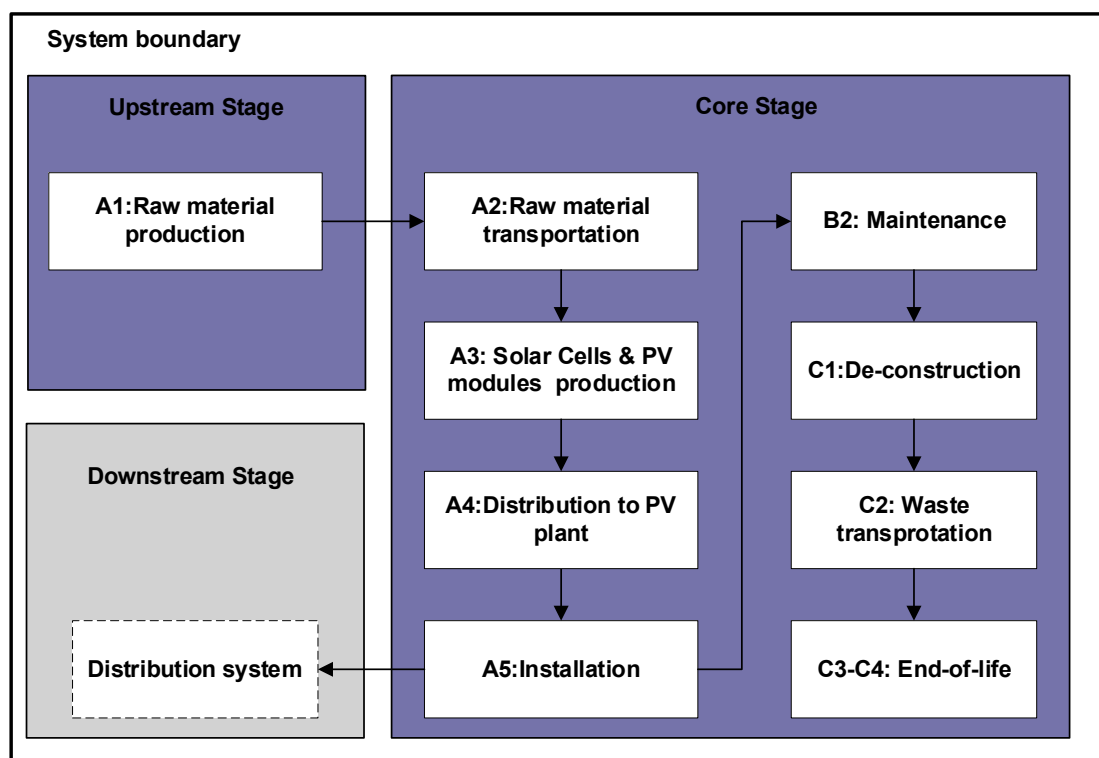 System boundary
Upstream Stage
A1:Raw material
production
Downstream Stage
Distribution system
Core Stage
A2:Raw material
transportation
A3: Solar Cells & PV
modules  production
A4:Distribution to PV
plant
A5:Installation
B2: Maintenance
C1:De-construction
C2: Waste
transprotation
C3-C4: End-of-life